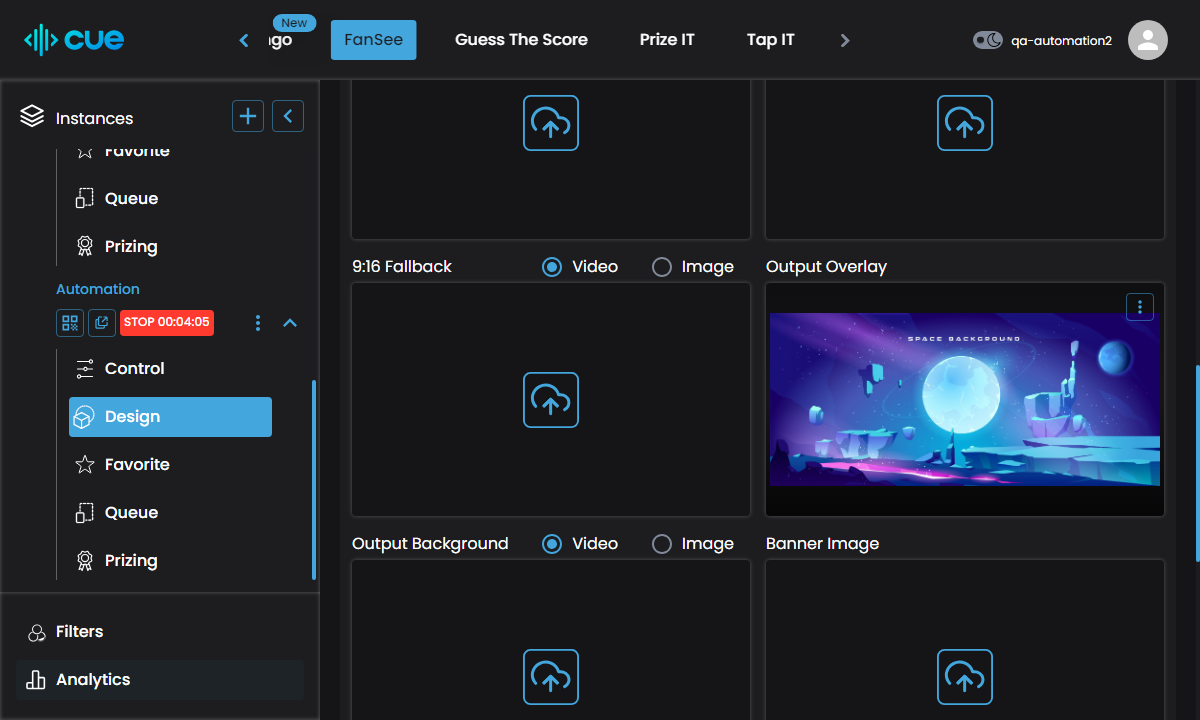 cue
New
FanSee
Guess The Score
Prize IT
Tap IT
qa-automation2
Instances
Favorite
Queue
Prizing
Automation
STOP 00:04:05
Control
Design
Favorite
Queue
Prizing
Filters
Analytics
9:16 Fallback
Video
Image
Output Overlay
SPACE BACKGROUND
Output Background
Video
Image
Banner Image